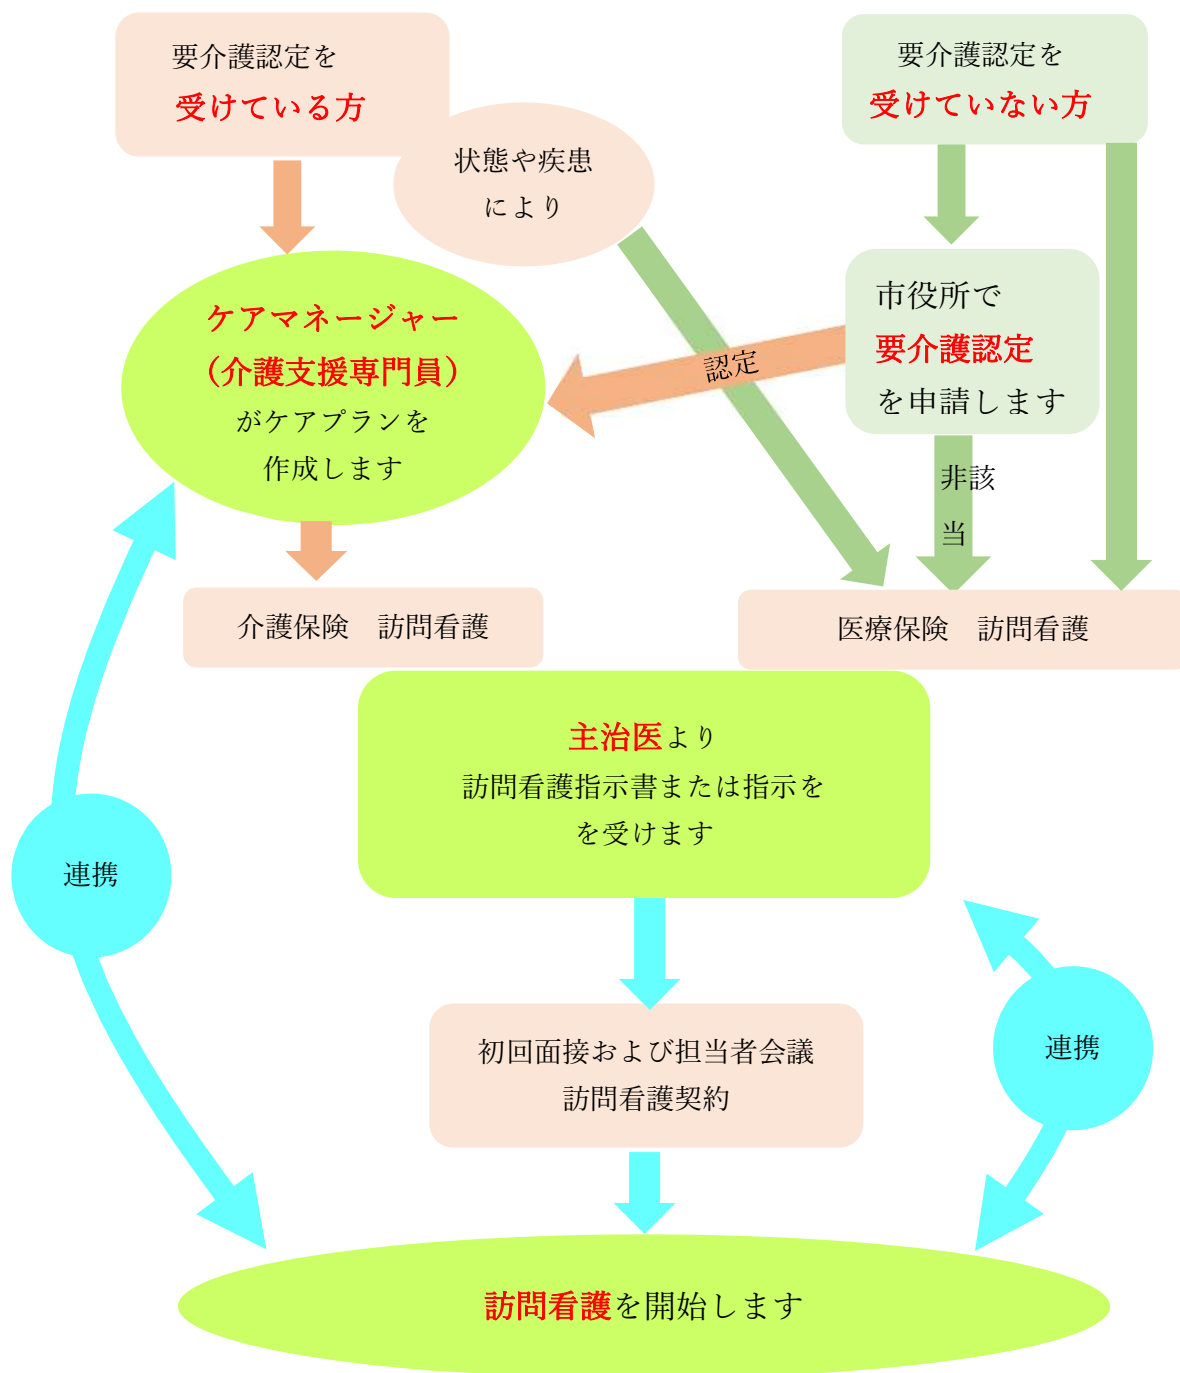 要介護認定を
受けている方
要介護認定を
受けていない方
状態や疾患
により
ケアマネージャー
（介護支援専門員）
がケアプランを
作成します
市役所で
要介護認定
を申請します
認定
非該
当
介護保険　訪問看護
医療保険　訪問看護
主治医より
訪問看護指示書または指示を
を受けます
連携
初回面接および担当者会議
訪問看護契約
連携
訪問看護を開始します